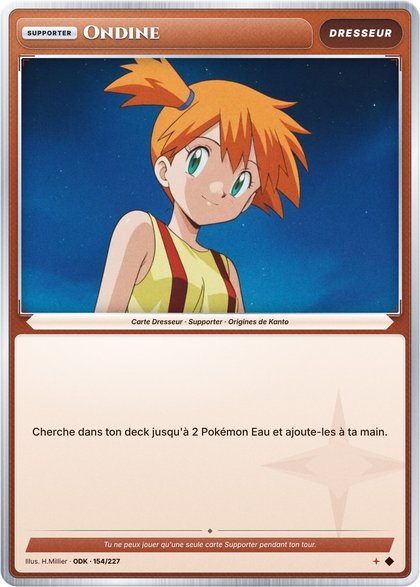 SUPPORTER ONDINE DRESSEUR
Carte Dresseur · Supporter · Origines de Kanto
Cherche dans ton deck jusqu'à 2 Pokémon Eau et ajoute-les à ta main.
Tu ne peux jouer qu'une seule carte Supporter pendant ton tour.
Illus. H.Millier · ODK · 154/227